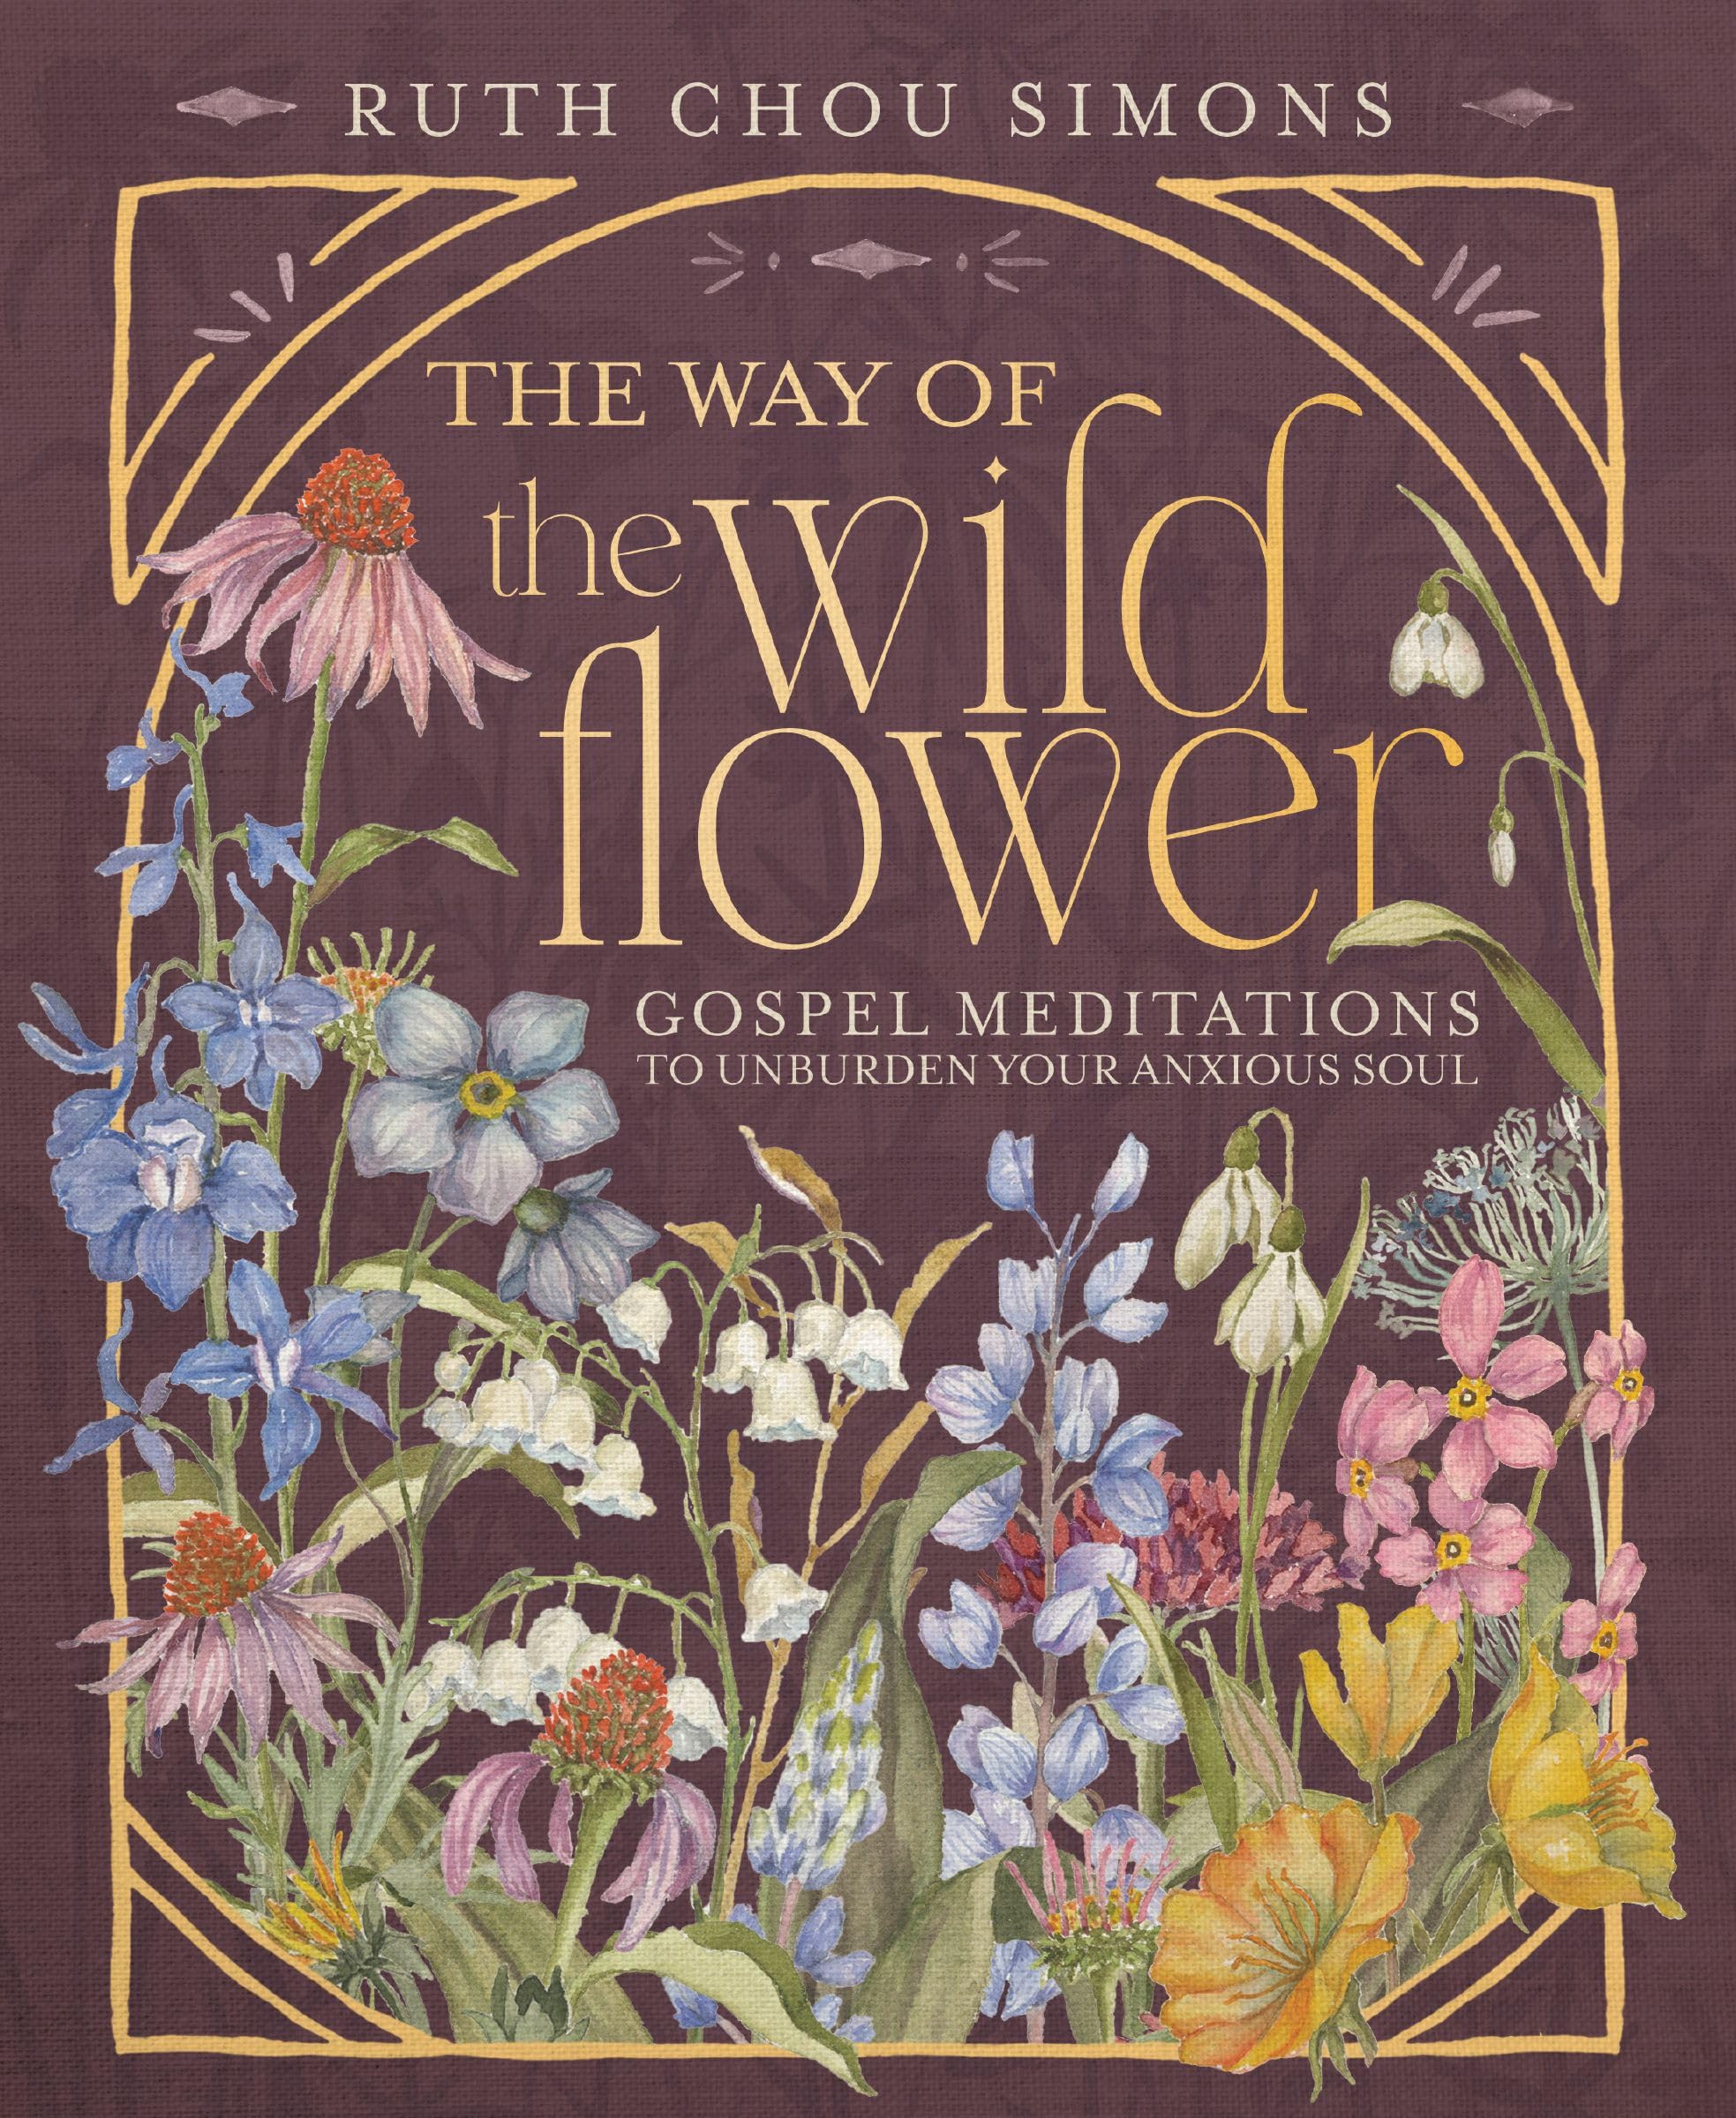 RUTH CHOU SIMONS
THE WAY OF
the wild
flower
GOSPEL MEDITATIONS
TO UNBURDEN YOUR ANXIOUS SOUL